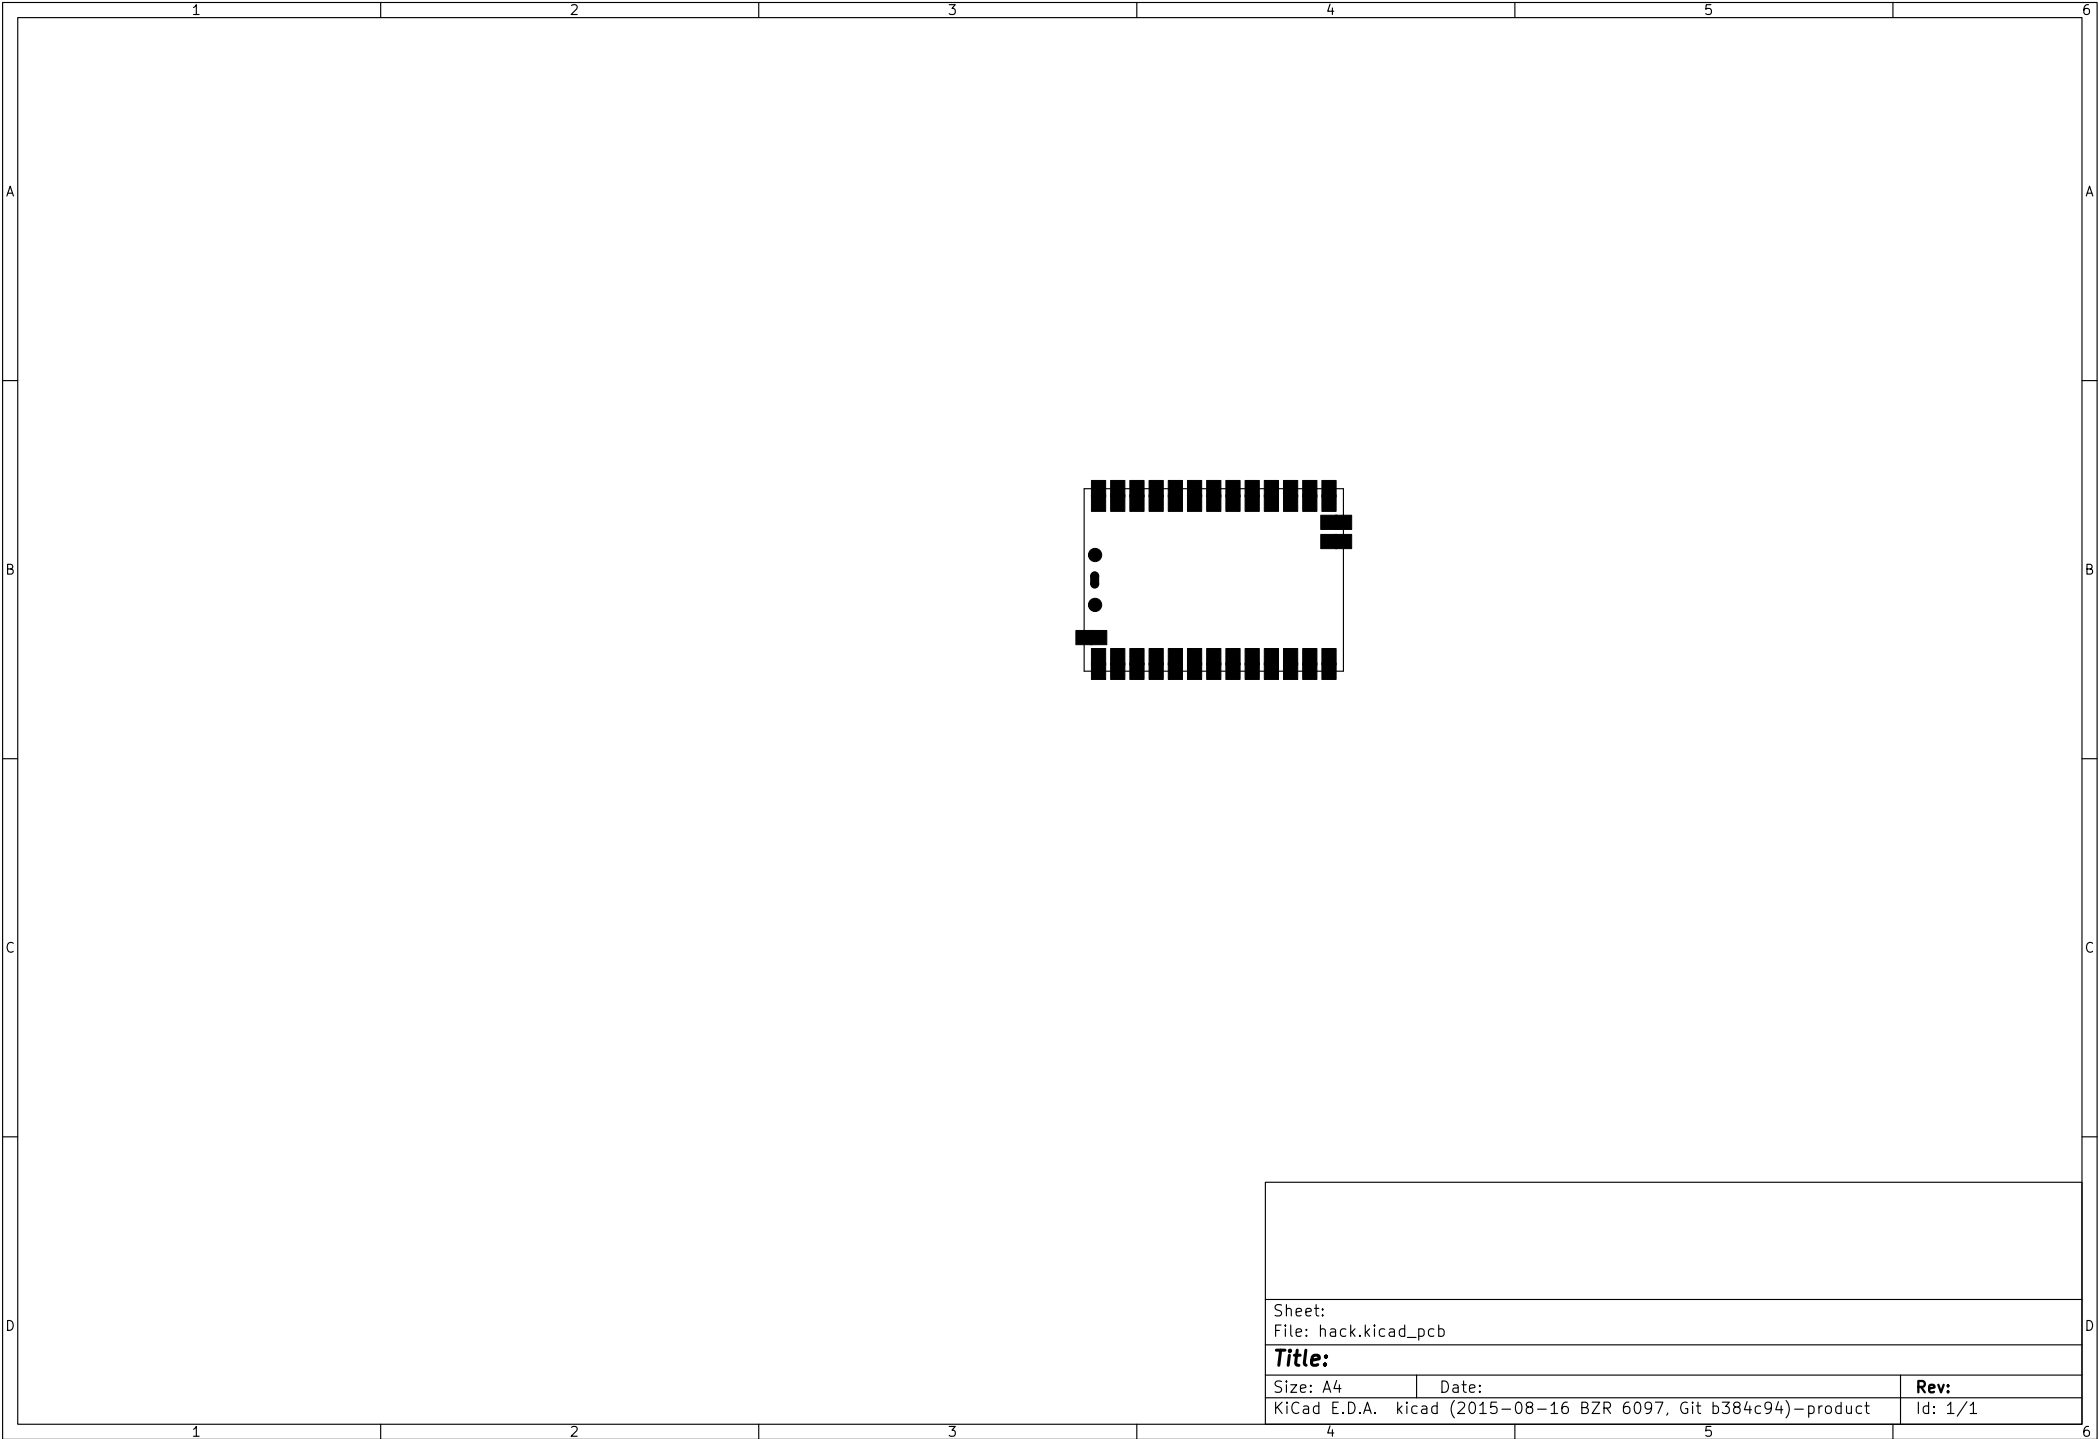 1 2 3 4 5 6
A A
B B
C C
Sheet:
D D
File: hack.kicad_pcb
Title:
Size: A4 Date: Rev:
KiCad E.D.A. kicad (2015-08-16 BZR 6097, Git b384c94)-product Id: 1/1
1 2 3 4 5 6